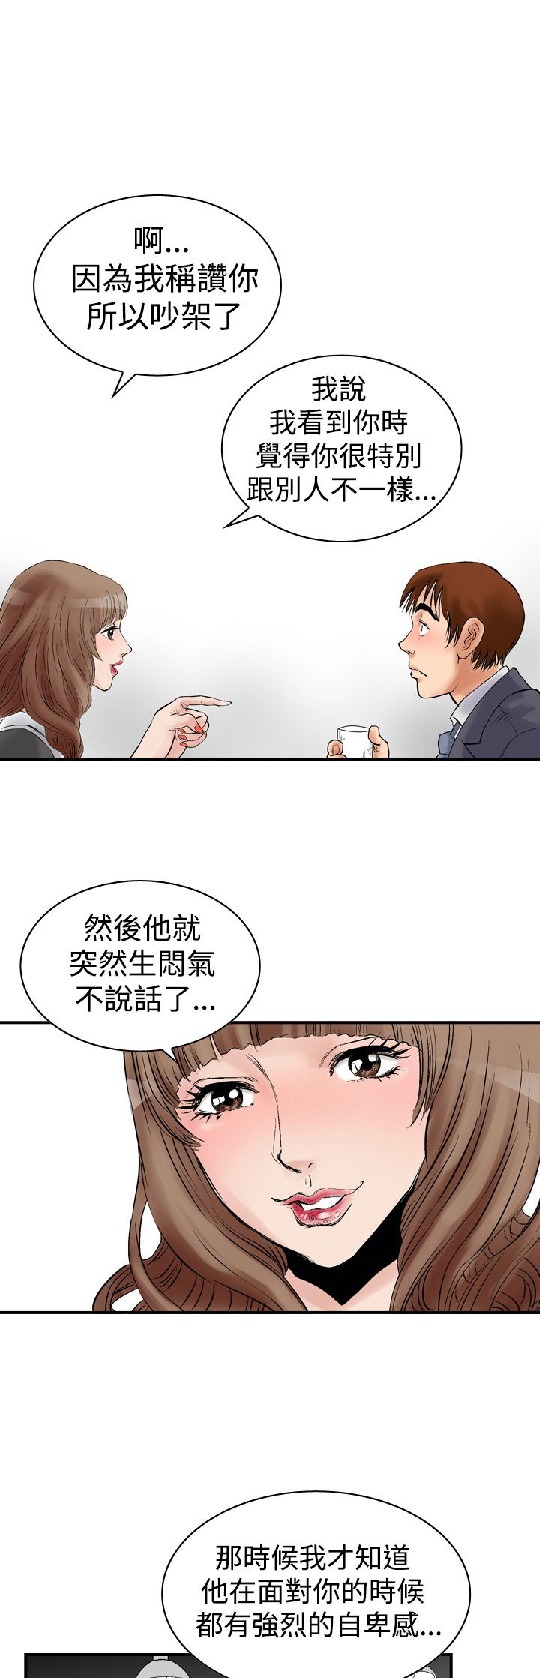 啊...
因為我稱讚你
所以吵架了
我說
我看到你時
覺得你很特別
跟別人不一樣...
然後他就
突然生悶氣
不說話了...
那時候我才知道
他在面對你的時候
都有強烈的自卑感...